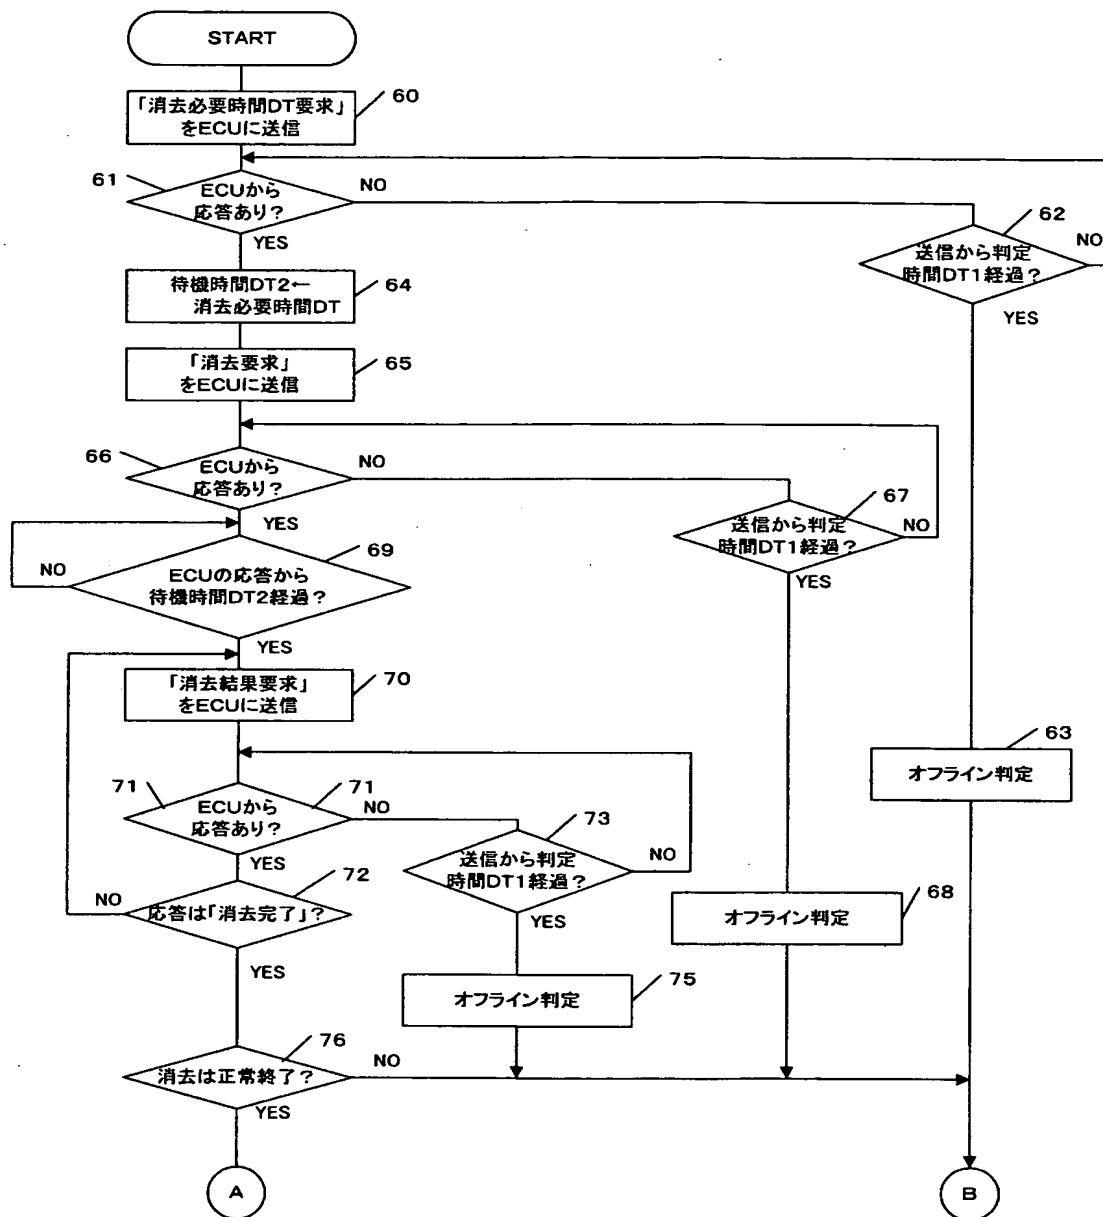 START
「消去必要時間DT要求」
をECUに送信
60
61
ECUから
応答あり?
NO
YES
62
送信から判定
時間DT1経過?
NO
YES
待機時間DT2←
消去必要時間DT
64
「消去要求」
をECUに送信
65
66
ECUから
応答あり?
NO
YES
67
送信から判定
時間DT1経過?
NO
YES
69
ECUの応答から
待機時間DT2経過?
NO
YES
「消去結果要求」
をECUに送信
70
63
オフライン判定
71
71
ECUから
応答あり?
NO
YES
73
送信から判定
時間DT1経過?
NO
YES
72
応答は「消去完了」?
NO
YES
68
オフライン判定
75
オフライン判定
76
消去は正常終了?
NO
YES
A
B